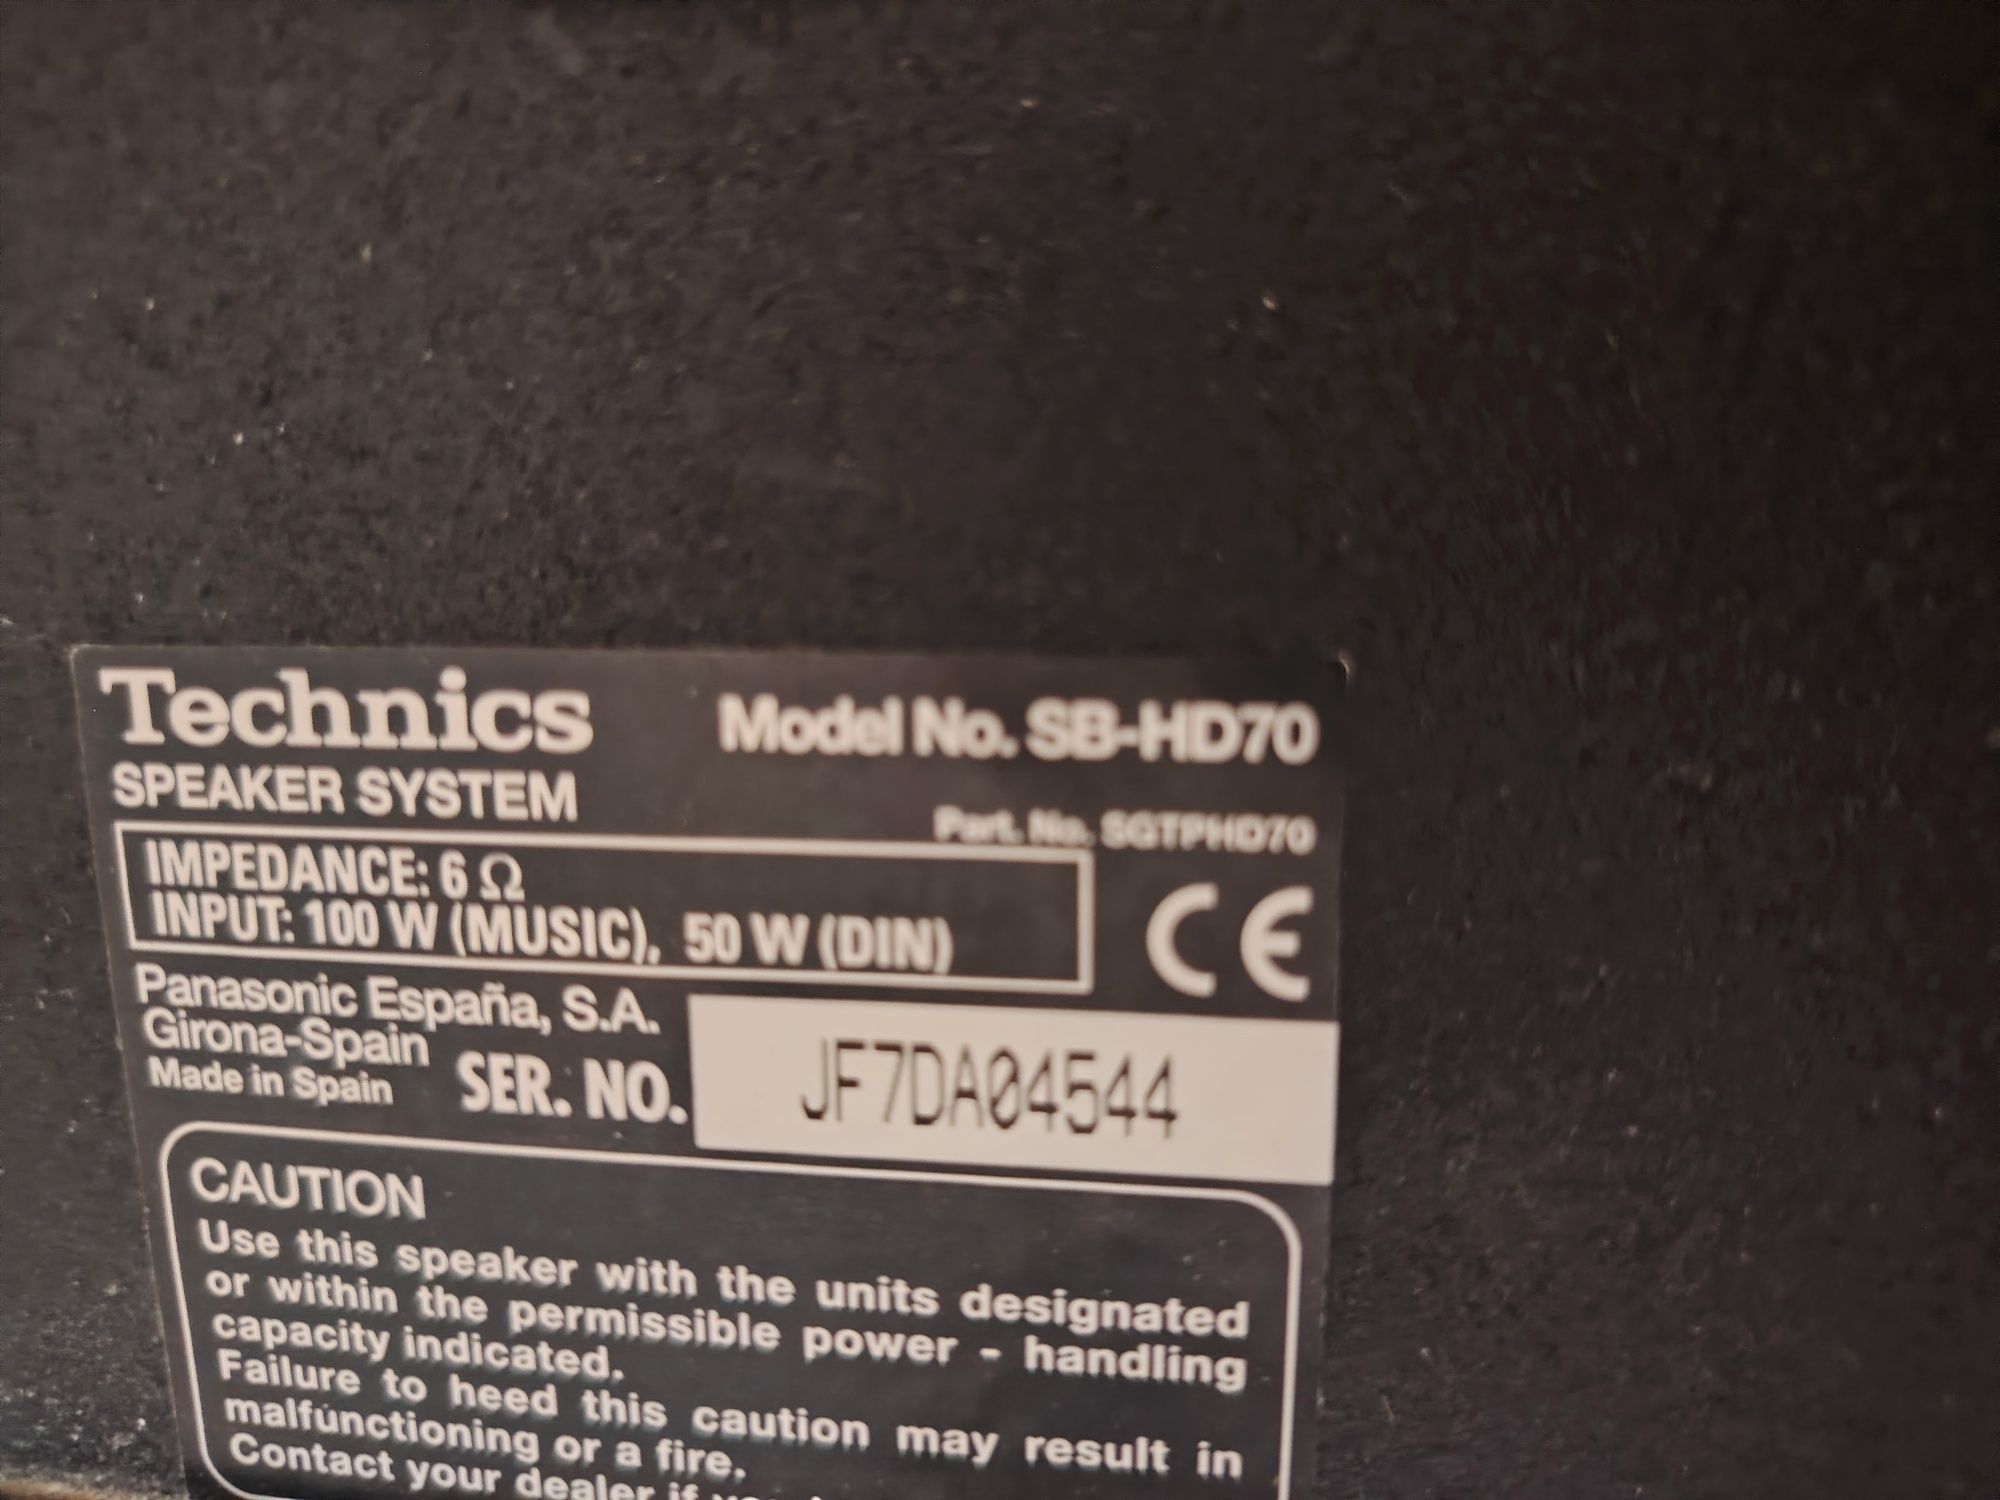 Technics
Model No. SB-HD70
SPEAKER SYSTEM
Part. No. SGTPHD70
IMPEDANCE: 6 Ω
INPUT: 100 W (MUSIC), 50 W (DIN)
CE
Panasonic España, S.A.
Girona-Spain
Made in Spain
SER. NO. JF7DA04544
CAUTION
Use this speaker with the units designated
or within the permissible power - handling
capacity indicated.
Failure to heed this caution may result in
malfunctioning or a fire.
Contact your dealer if